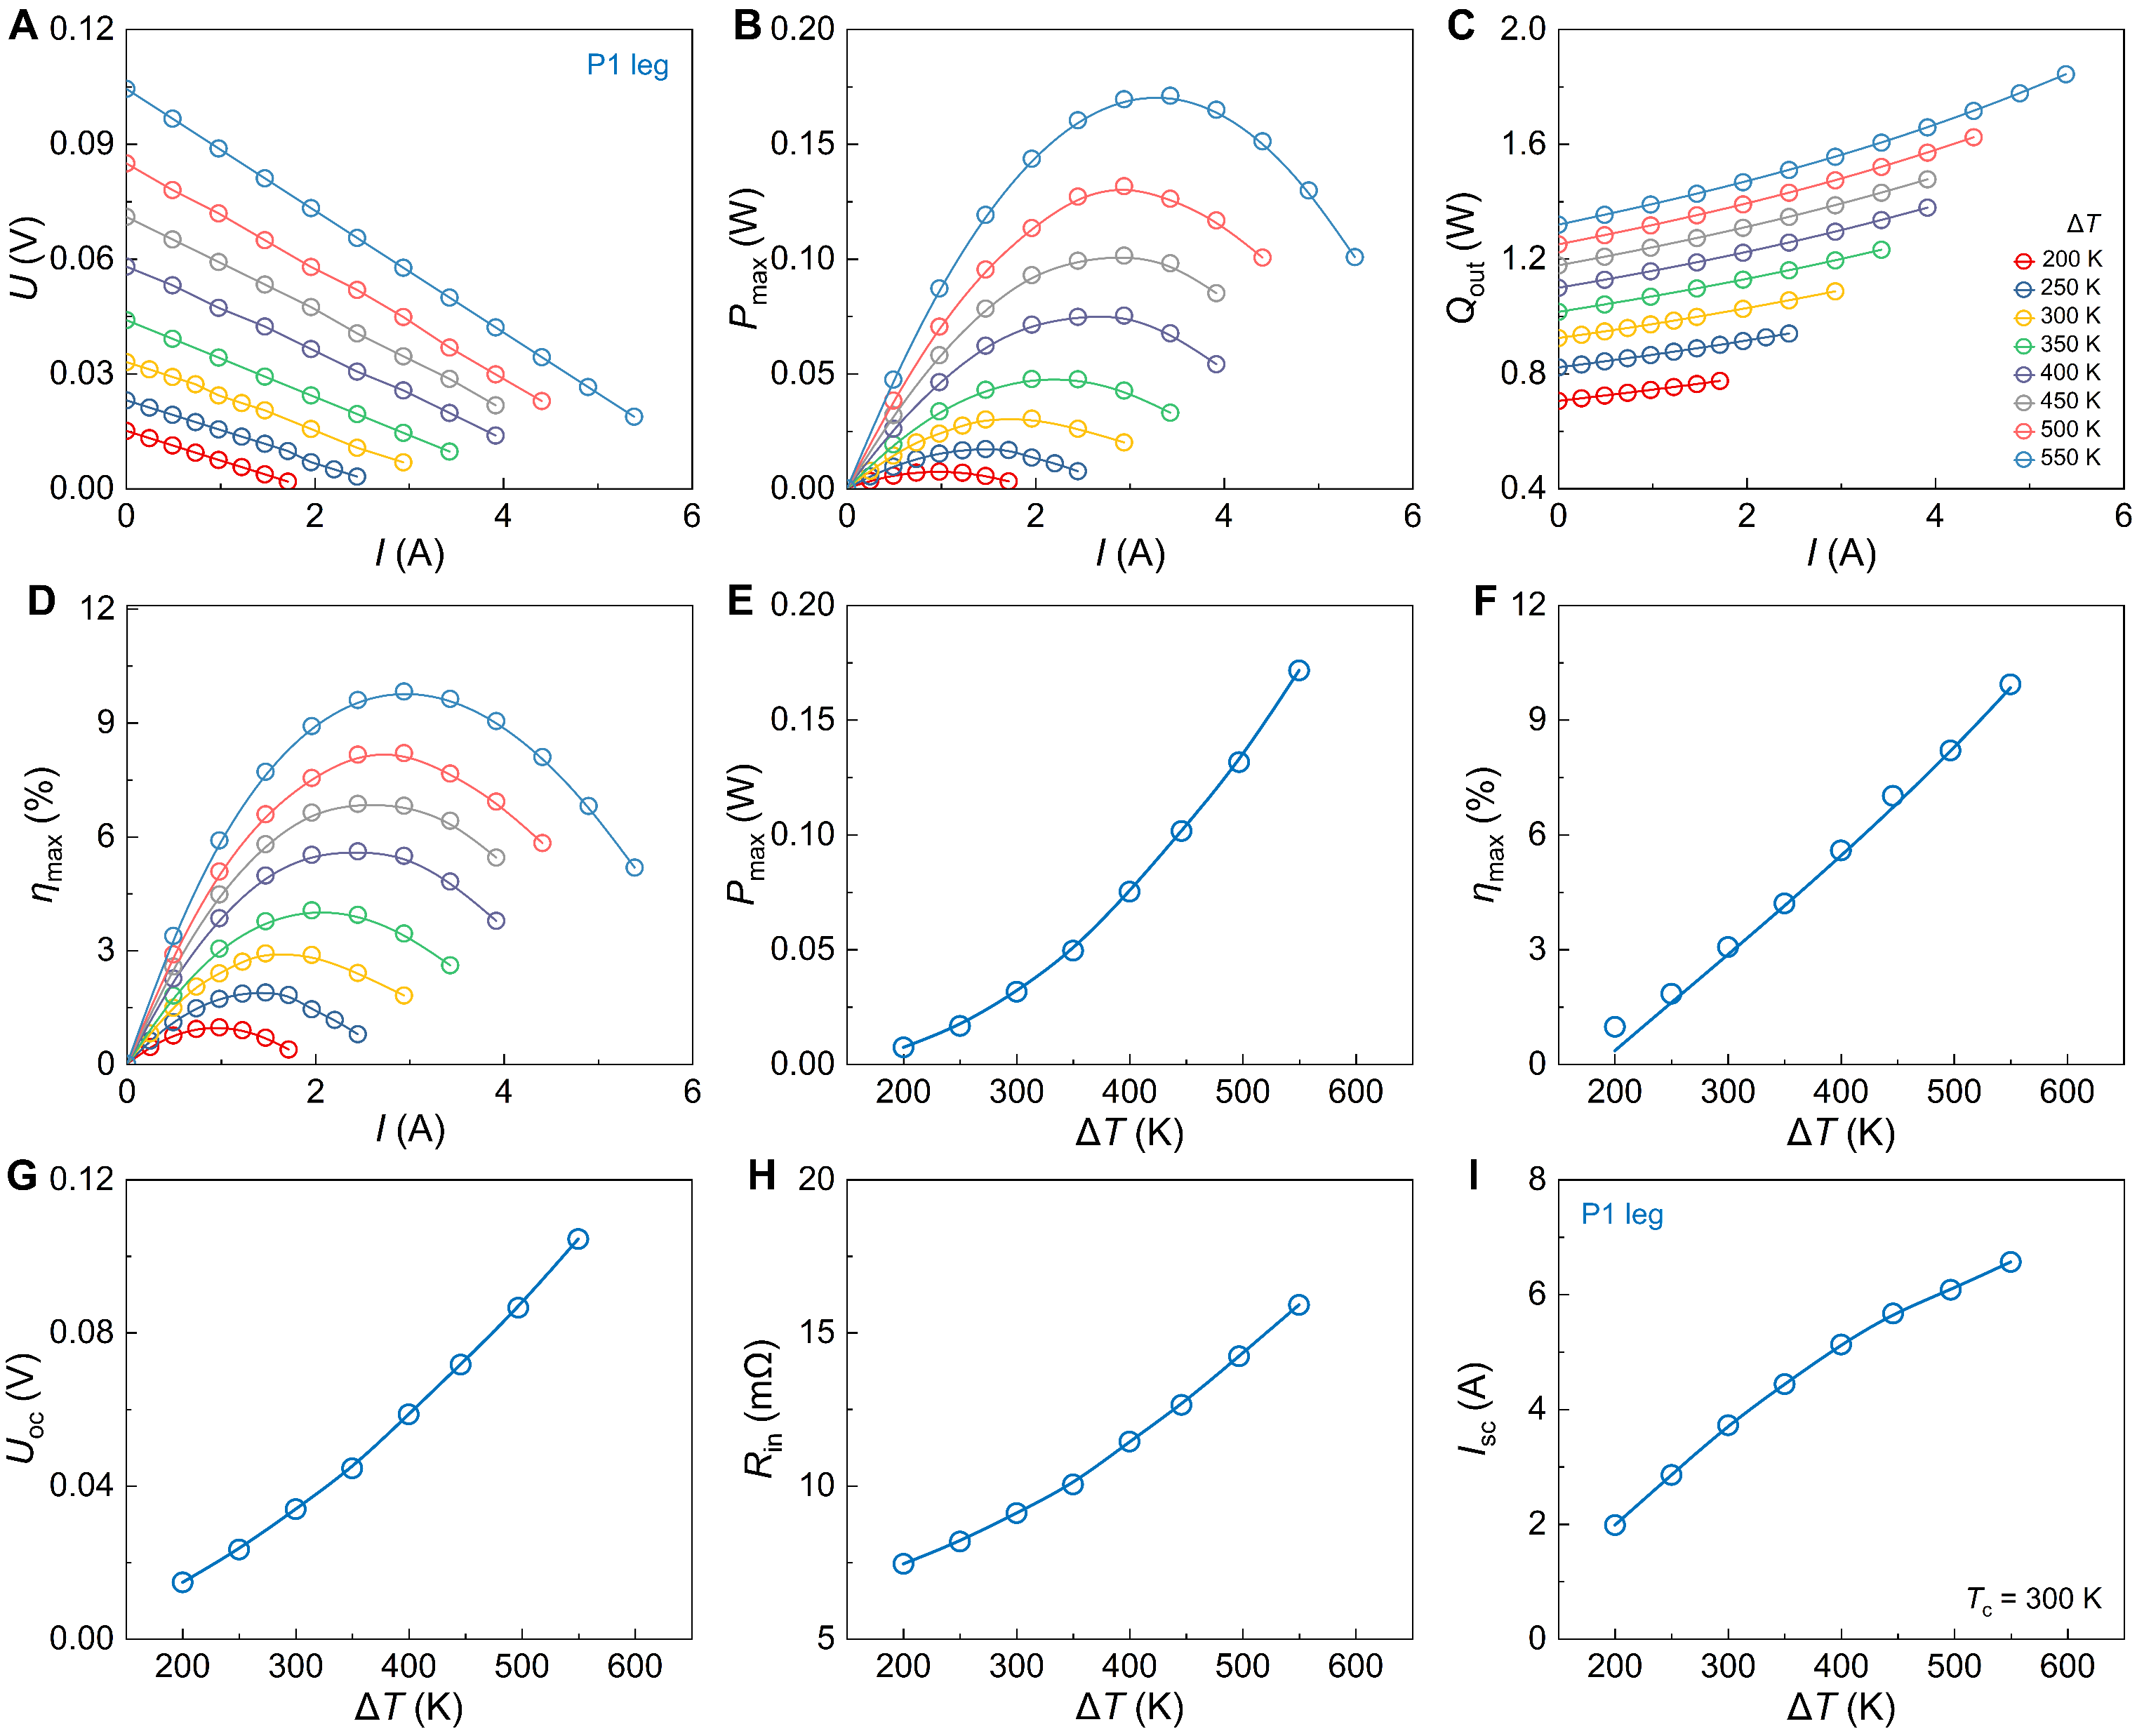 A
0.12
0.09
0.06
0.03
0.00
U (V)
P1 leg
0
2
4
6
I (A)
B
0.20
0.15
0.10
0.05
0.00
Pmax (W)
0
2
4
6
I (A)
C
2.0
1.6
1.2
0.8
0.4
Qout (W)
ΔT
200 K
250 K
300 K
350 K
400 K
450 K
500 K
550 K
0
2
4
6
I (A)
D
12
9
6
3
0
ηmax (%)
0
2
4
6
I (A)
E
0.20
0.15
0.10
0.05
0.00
Pmax (W)
200
300
400
500
600
ΔT (K)
F
12
9
6
3
0
ηmax (%)
200
300
400
500
600
ΔT (K)
G
0.12
0.08
0.04
0.00
Uoc (V)
200
300
400
500
600
ΔT (K)
H
20
15
10
5
Rin (mΩ)
200
300
400
500
600
ΔT (K)
I
8
6
4
2
0
Isc (A)
P1 leg
Tc = 300 K
200
300
400
500
600
ΔT (K)